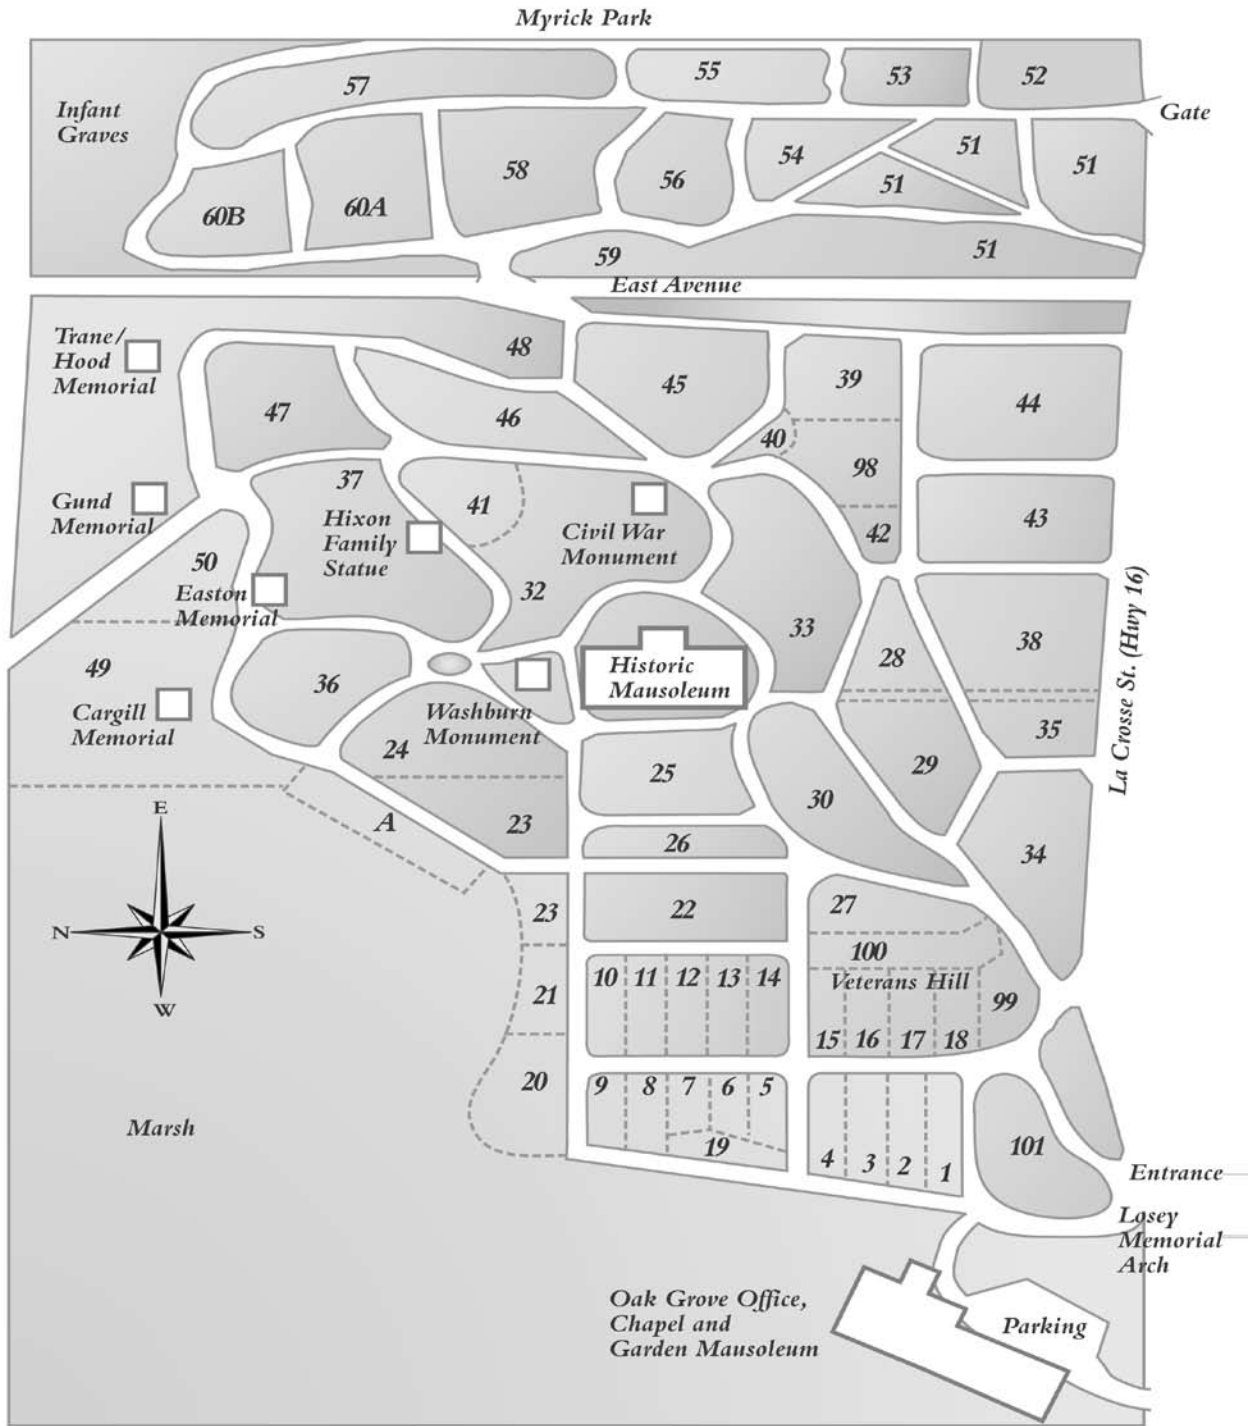 Myrick Park
57
55
53
52
Infant
Graves
Gate
58
56
54
51
51
51
60B
60A
59
51
East Avenue
Trane/
Hood
Memorial
48
45
39
44
47
46
40
98
37
41
Gund
Memorial
Hixon
Family
Statue
Civil War
Monument
42
43
50
Easton
Memorial
32
33
28
38
La Crosse St. (Hwy 16)
49
36
Historic
Mausoleum
Cargill
Memorial
Washburn
Monument
35
24
25
29
30
A
23
26
34
E
N
S
W
23
22
27
100
Veterans Hill
10
11
12
13
14
21
99
15
16
17
18
20
9
8
7
6
5
19
4
3
2
1
101
Marsh
Entrance
Losey
Memorial
Arch
Oak Grove Office,
Chapel and
Garden Mausoleum
Parking